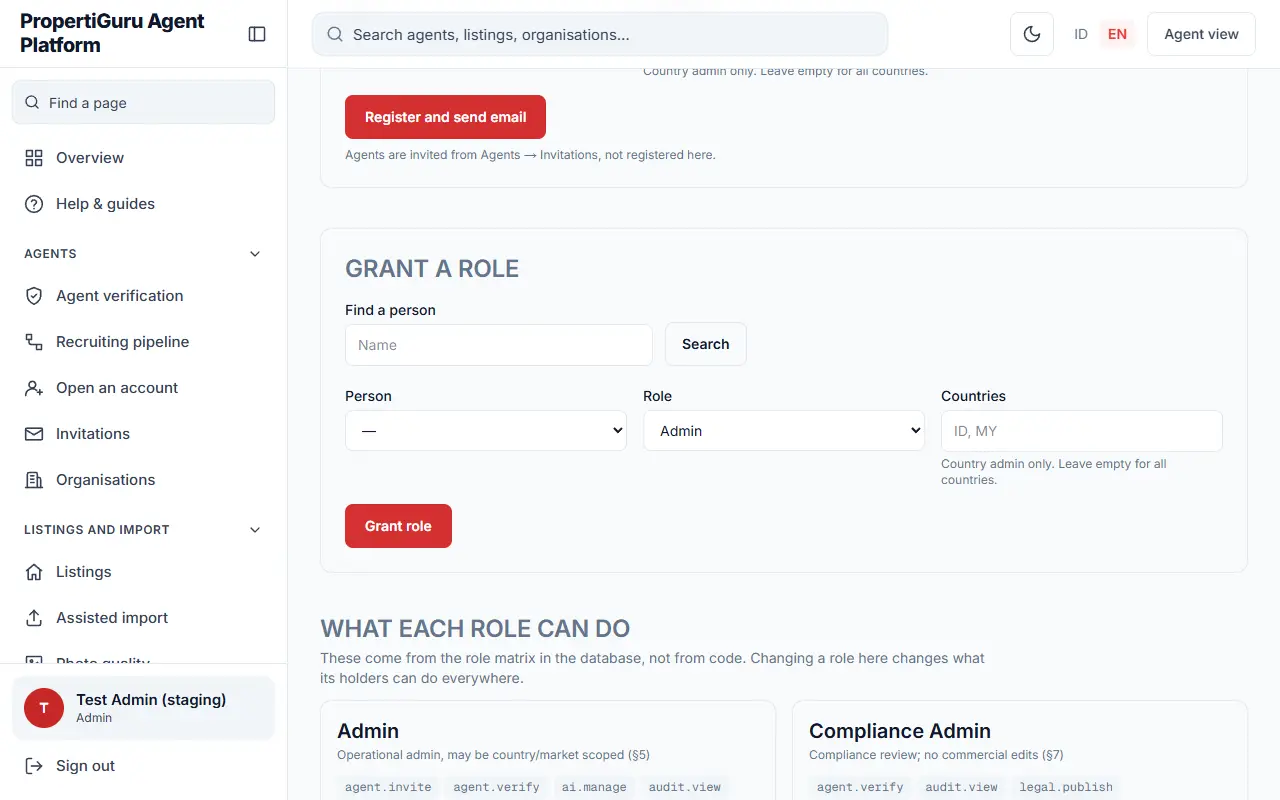 PropertiGuru Agent
Platform
Search agents, listings, organisations...
ID
EN
Agent view
Find a page
Overview
Help & guides
AGENTS
Agent verification
Recruiting pipeline
Open an account
Invitations
Organisations
LISTINGS AND IMPORT
Listings
Assisted import
Photo quality
T
Test Admin (staging)
Admin
Sign out
Country admin only. Leave empty for all countries.
Register and send email
Agents are invited from Agents → Invitations, not registered here.
GRANT A ROLE
Find a person
Name
Search
Person
Role
Countries
—
Admin
ID, MY
Country admin only. Leave empty for all
countries.
Grant role
WHAT EACH ROLE CAN DO
These come from the role matrix in the database, not from code. Changing a role here changes what
its holders can do everywhere.
Admin
Operational admin, may be country/market scoped (§5)
agent.invite agent.verify ai.manage audit.view
Compliance Admin
Compliance review; no commercial edits (§7)
agent.verify audit.view legal.publish